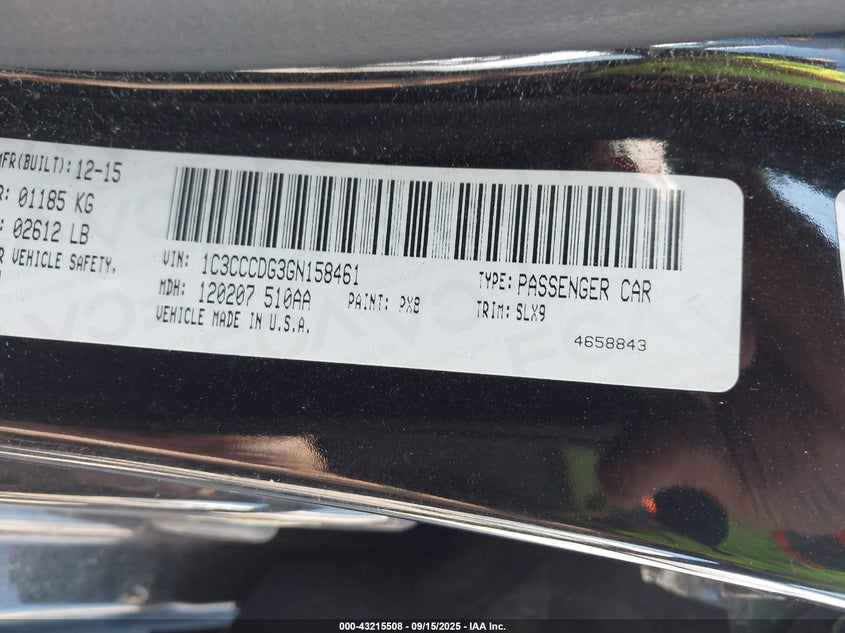 MFR(BUILT): 12-15
R: 01185 KG
: 02612 LB
R VEHICLE SAFETY,
VIN: 1C3CCCDG3GN158461
TYPE: PASSENGER CAR
MDH: 120207 510AA
PAINT: PX8
TRIM: SLX9
VEHICLE MADE IN U.S.A.
4658843
000-43215508 - 09/15/2025 - IAA Inc.